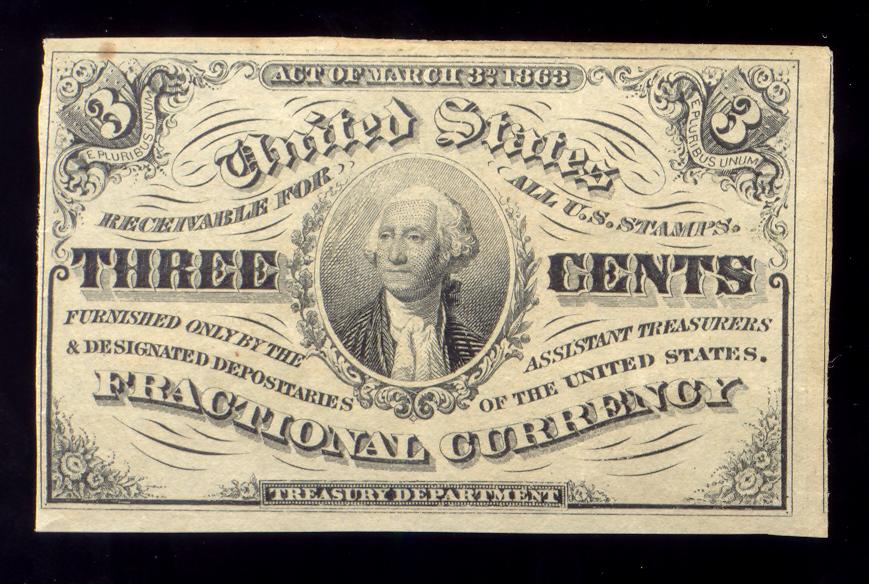 ACT OF MARCH 3RD 1863
3
3
E PLURIBUS UNUM
E PLURIBUS UNUM
United States
RECEIVABLE FOR
ALL U.S. STAMPS.
THREE
CENTS
FURNISHED ONLY BY THE
ASSISTANT TREASURERS
& DESIGNATED DEPOSITARIES
OF THE UNITED STATES.
FRACTIONAL CURRENCY
TREASURY DEPARTMENT